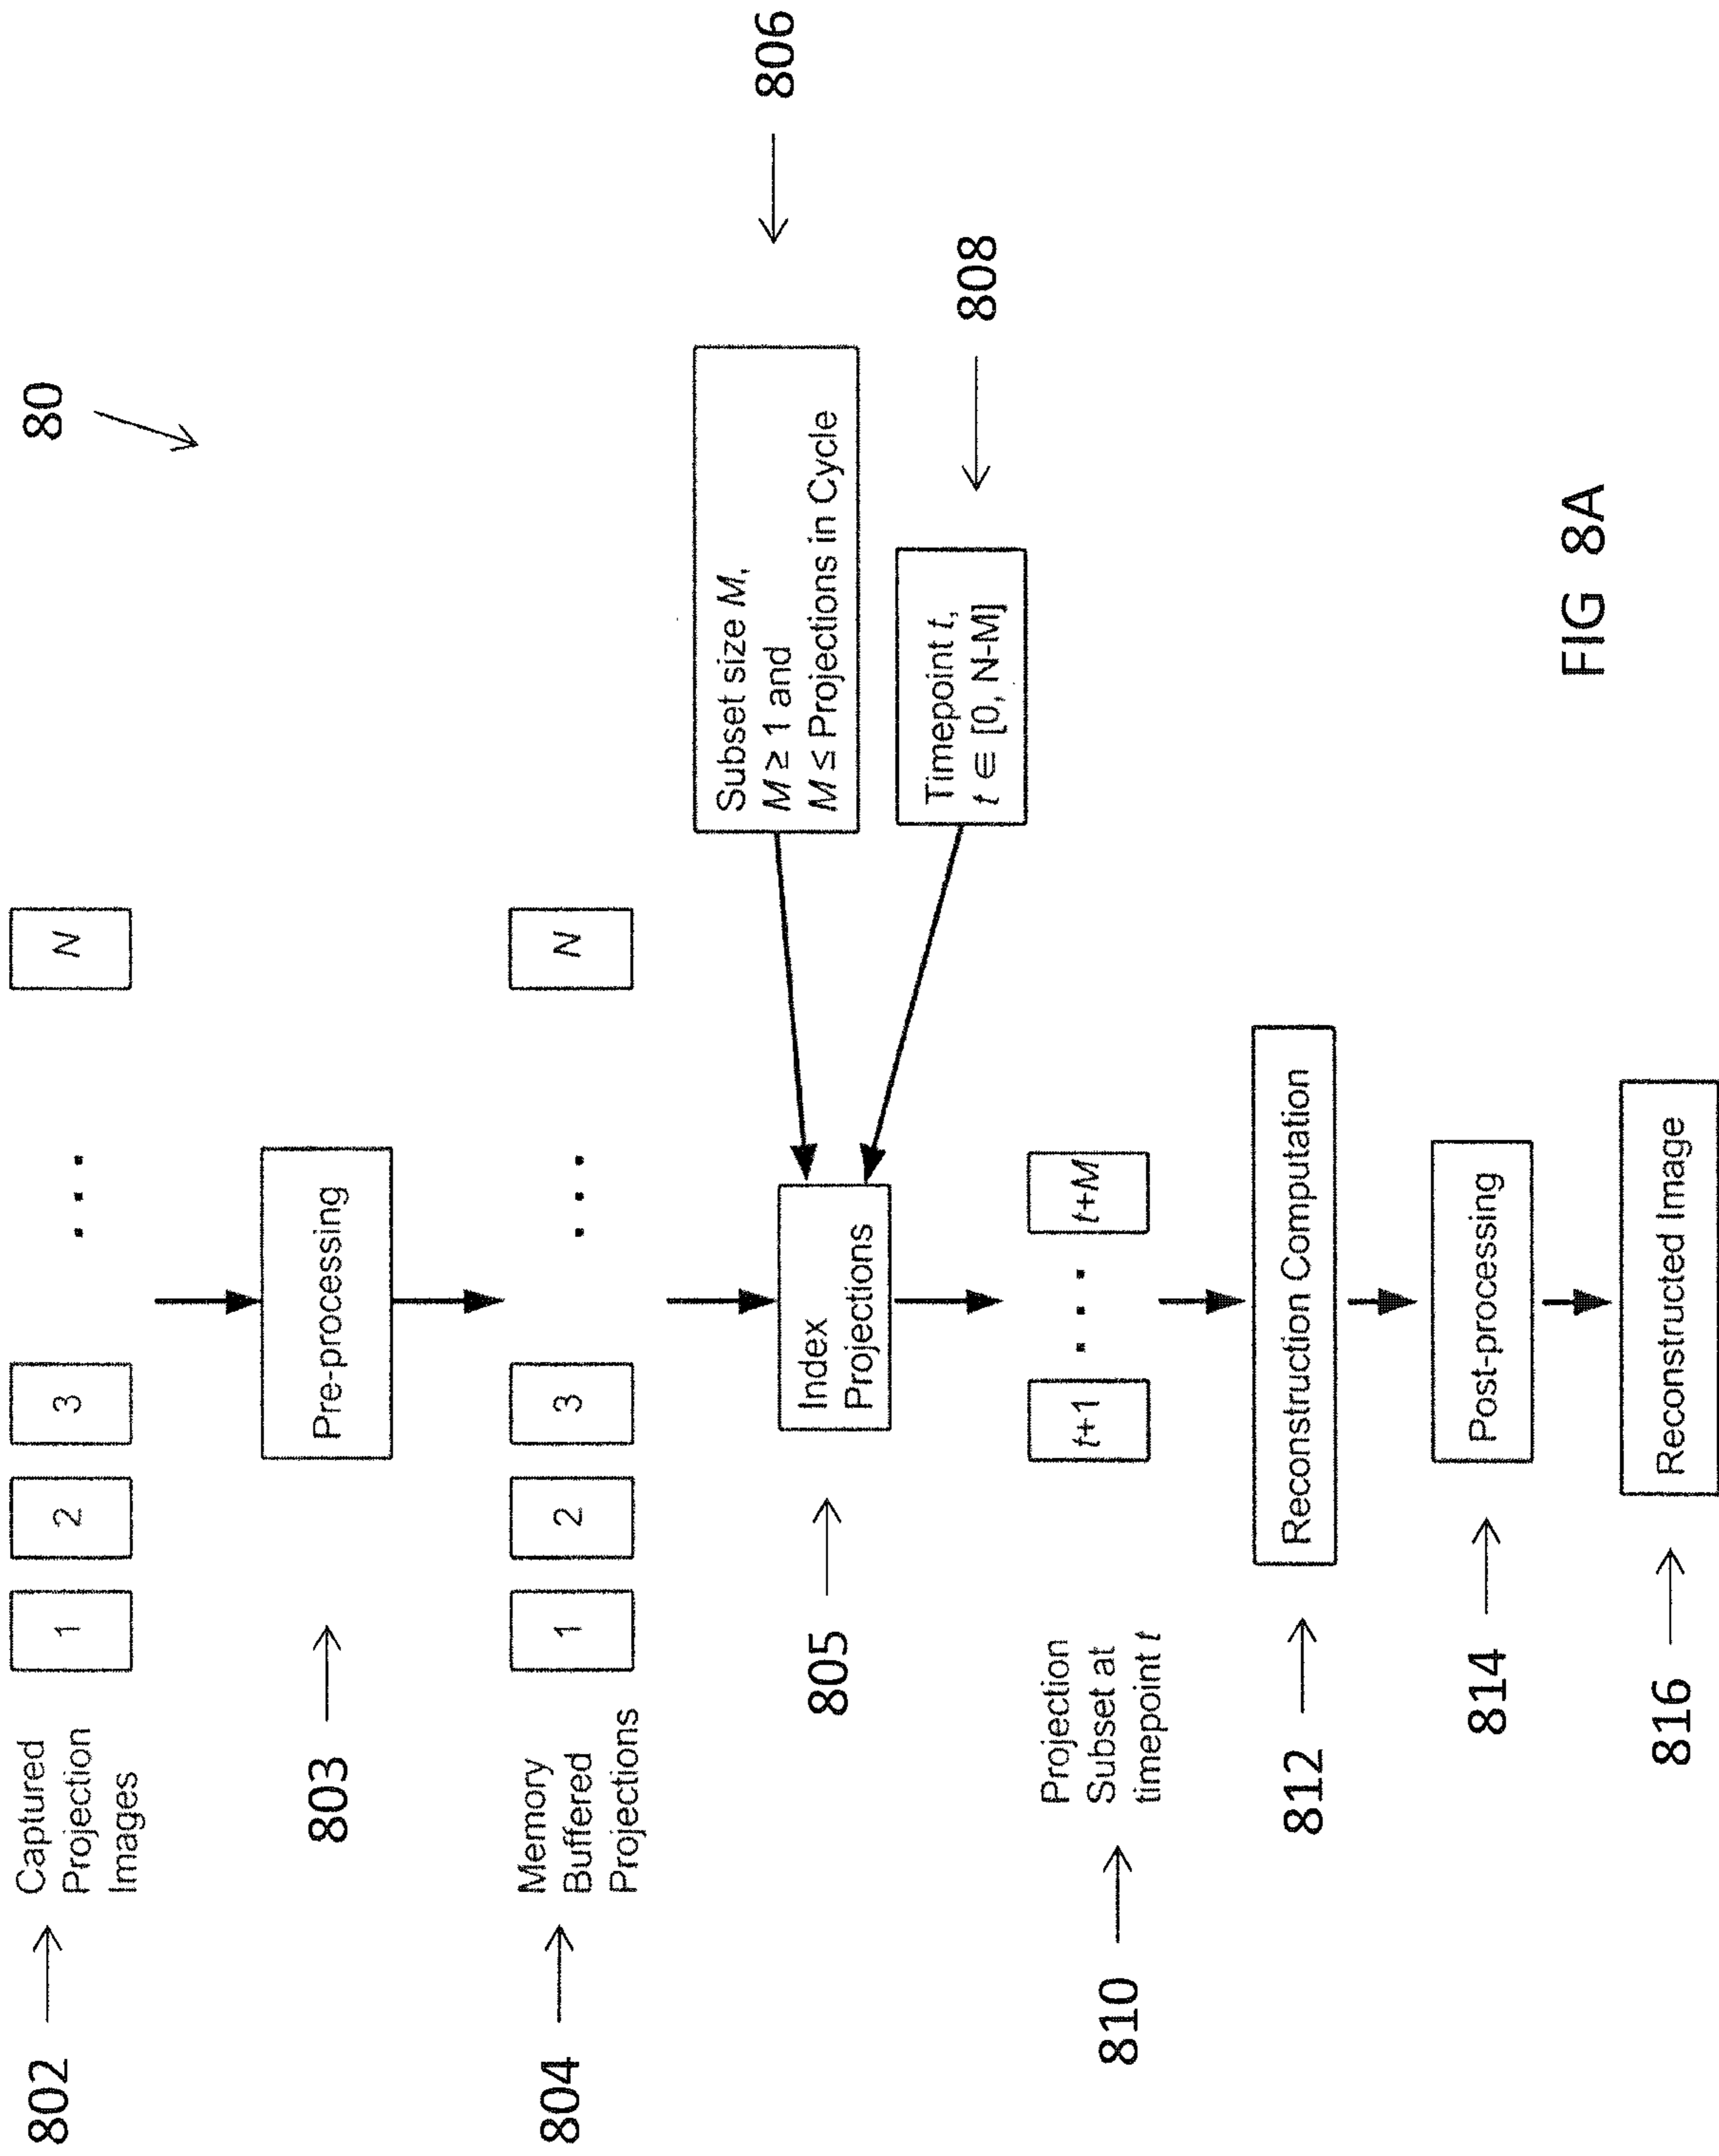 80
802
Captured
Projection
Images
1
2
3
...
N
803
Pre-processing
804
Memory
Buffered
Projections
1
2
3
...
N
805
Index
Projections
Subset size M,
M ≥ 1 and
M ≤ Projections in Cycle
806
Timepoint t,
t ∈ [0, N-M]
808
810
Projection
Subset at
timepoint t
t+1
...
t+M
812
Reconstruction Computation
814
Post-processing
816
Reconstructed Image
FIG 8A